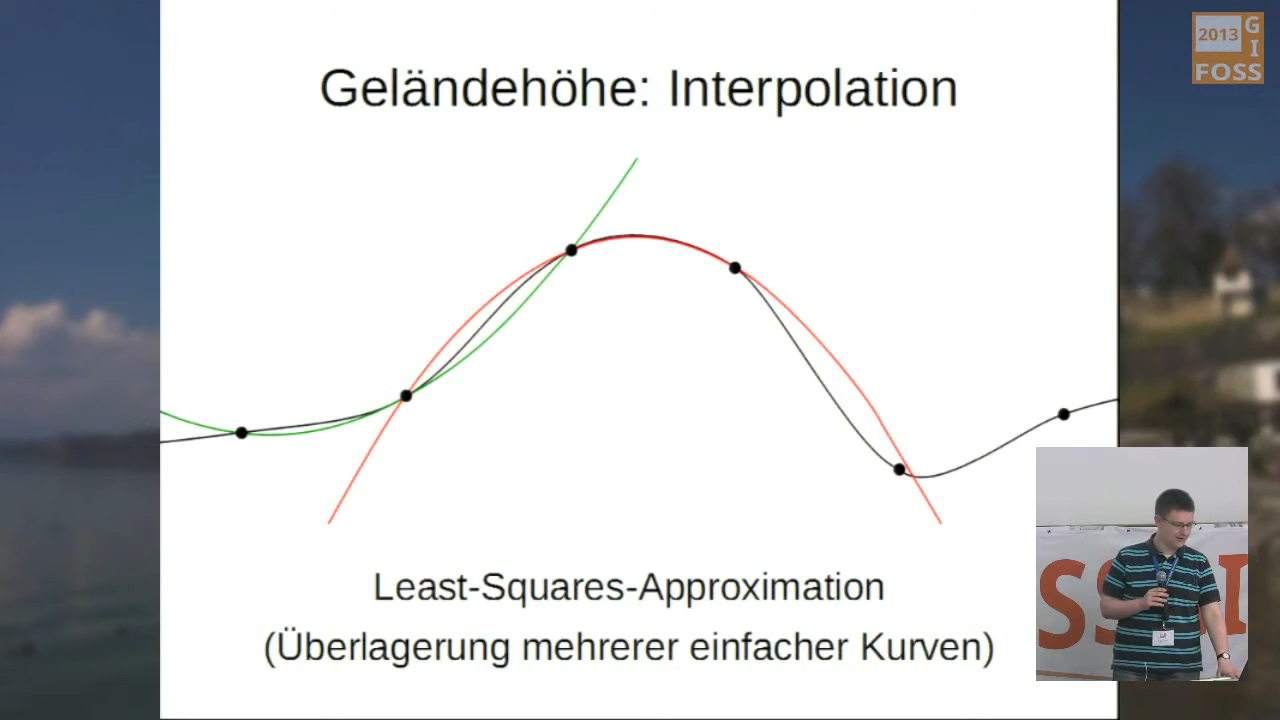 Geländehöhe: Interpolation
2013
G
I
FOSS
Least-Squares-Approximation
(Überlagerung mehrerer einfacher Kurven)